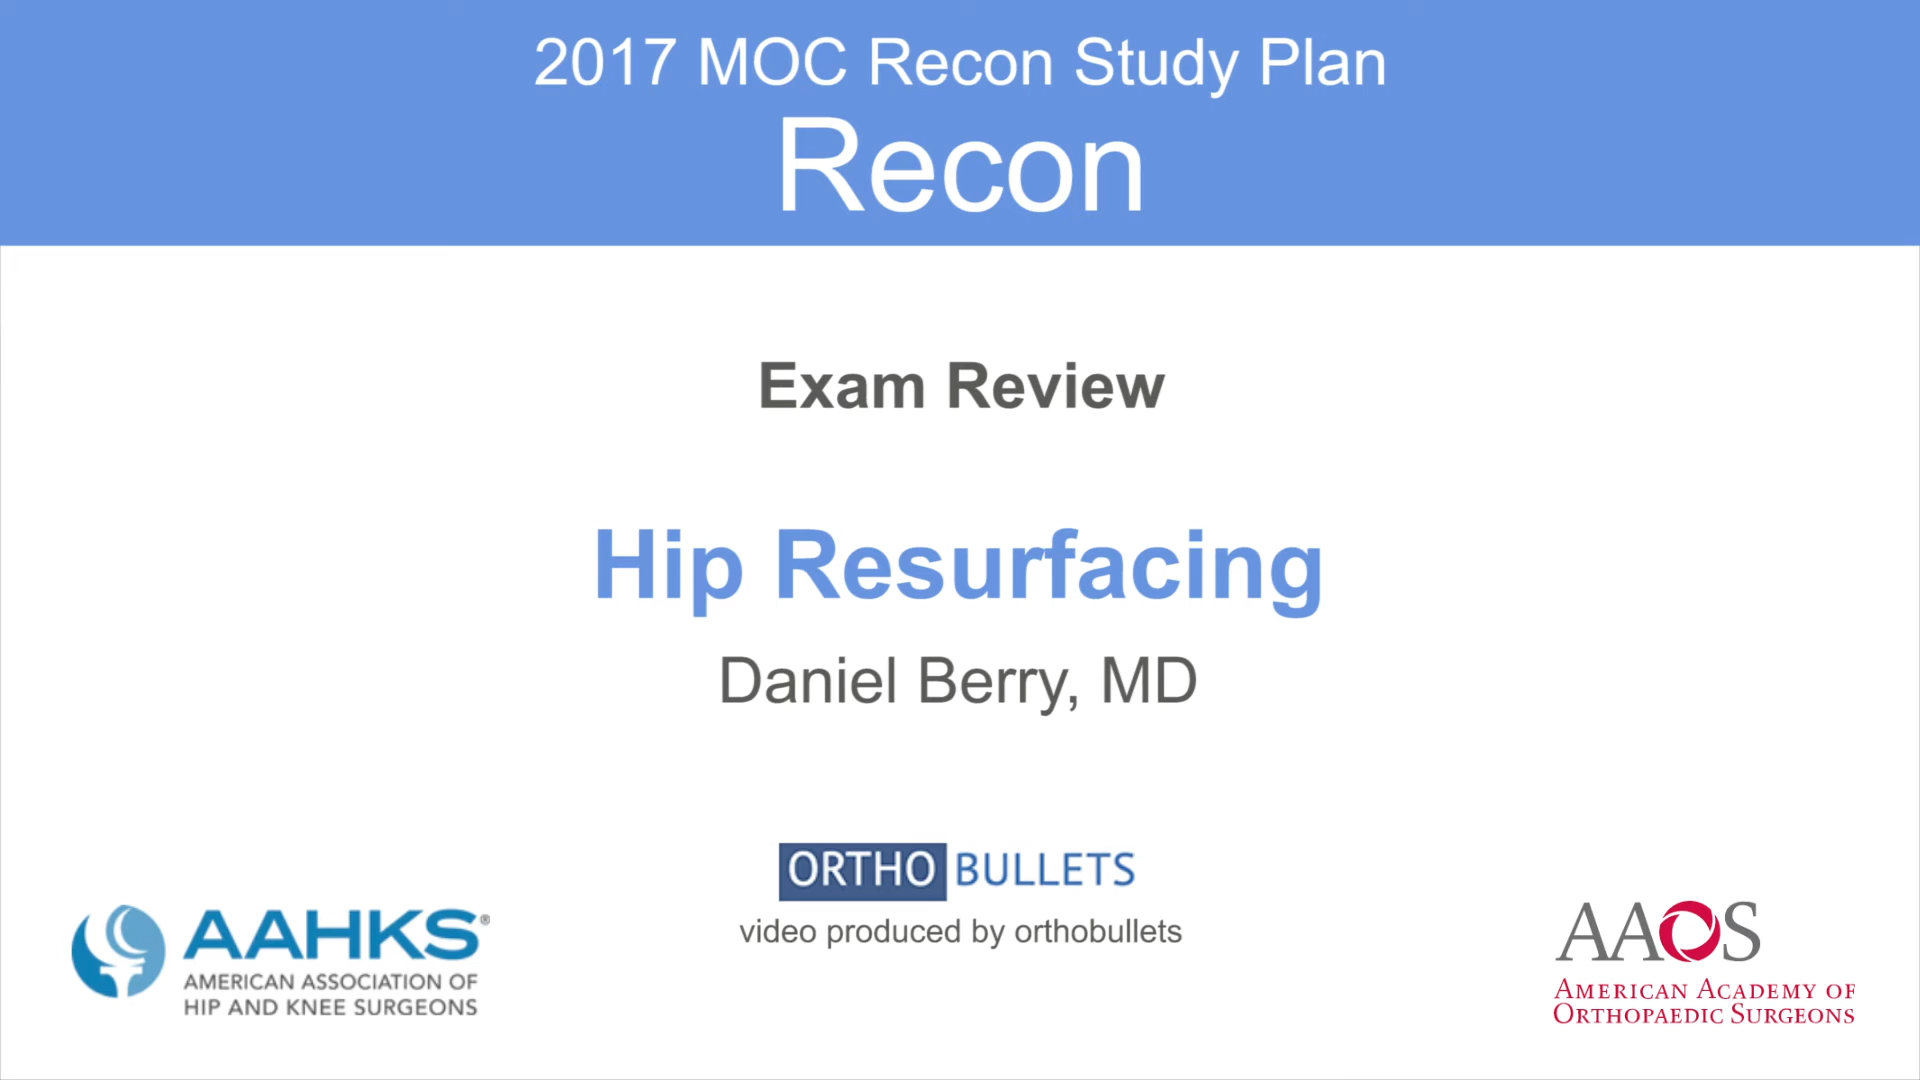 2017 MOC Recon Study Plan
Recon
Exam Review
Hip Resurfacing
Daniel Berry, MD
ORTHO BULLETS
video produced by orthobullets
AAHKS®
AMERICAN ASSOCIATION OF
HIP AND KNEE SURGEONS
AAOS
AMERICAN ACADEMY OF
ORTHOPAEDIC SURGEONS